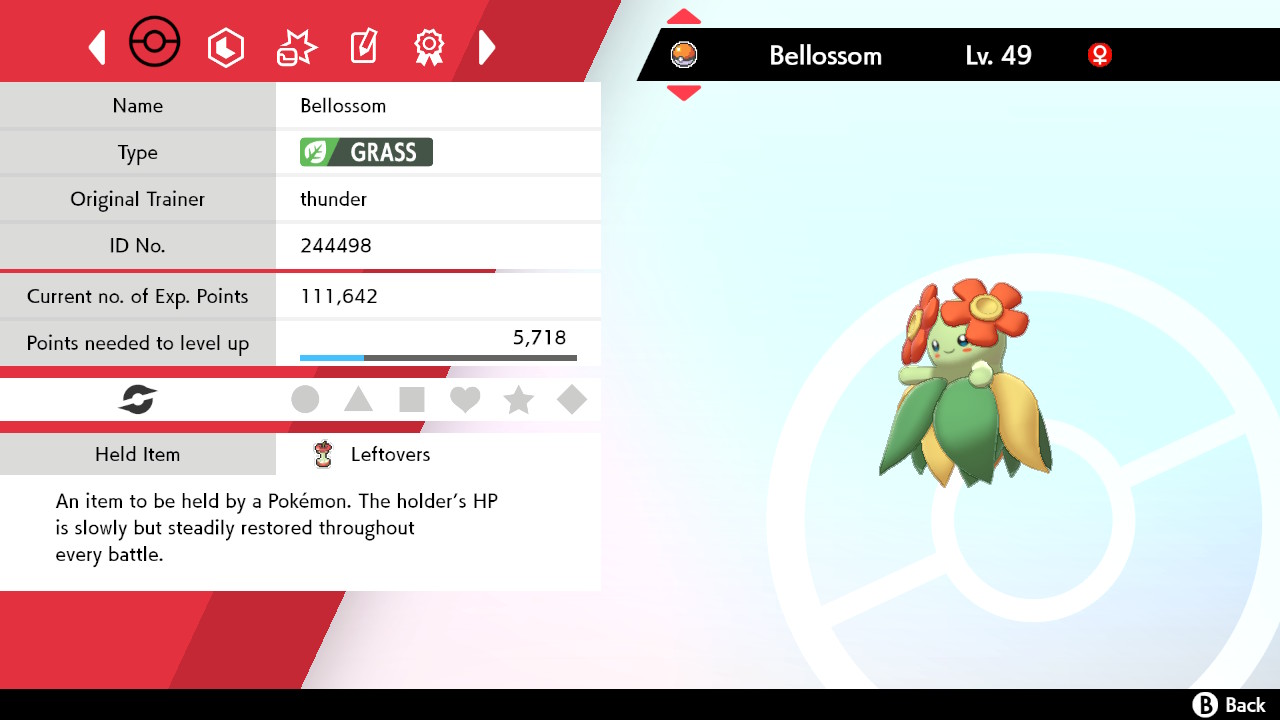 Bellossom Lv. 49 ♀
Name Bellossom
Type GRASS
Original Trainer thunder
ID No. 244498
Current no. of Exp. Points 111,642
Points needed to level up 5,718
Held Item Leftovers
An item to be held by a Pokémon. The holder's HP
is slowly but steadily restored throughout
every battle.
B Back